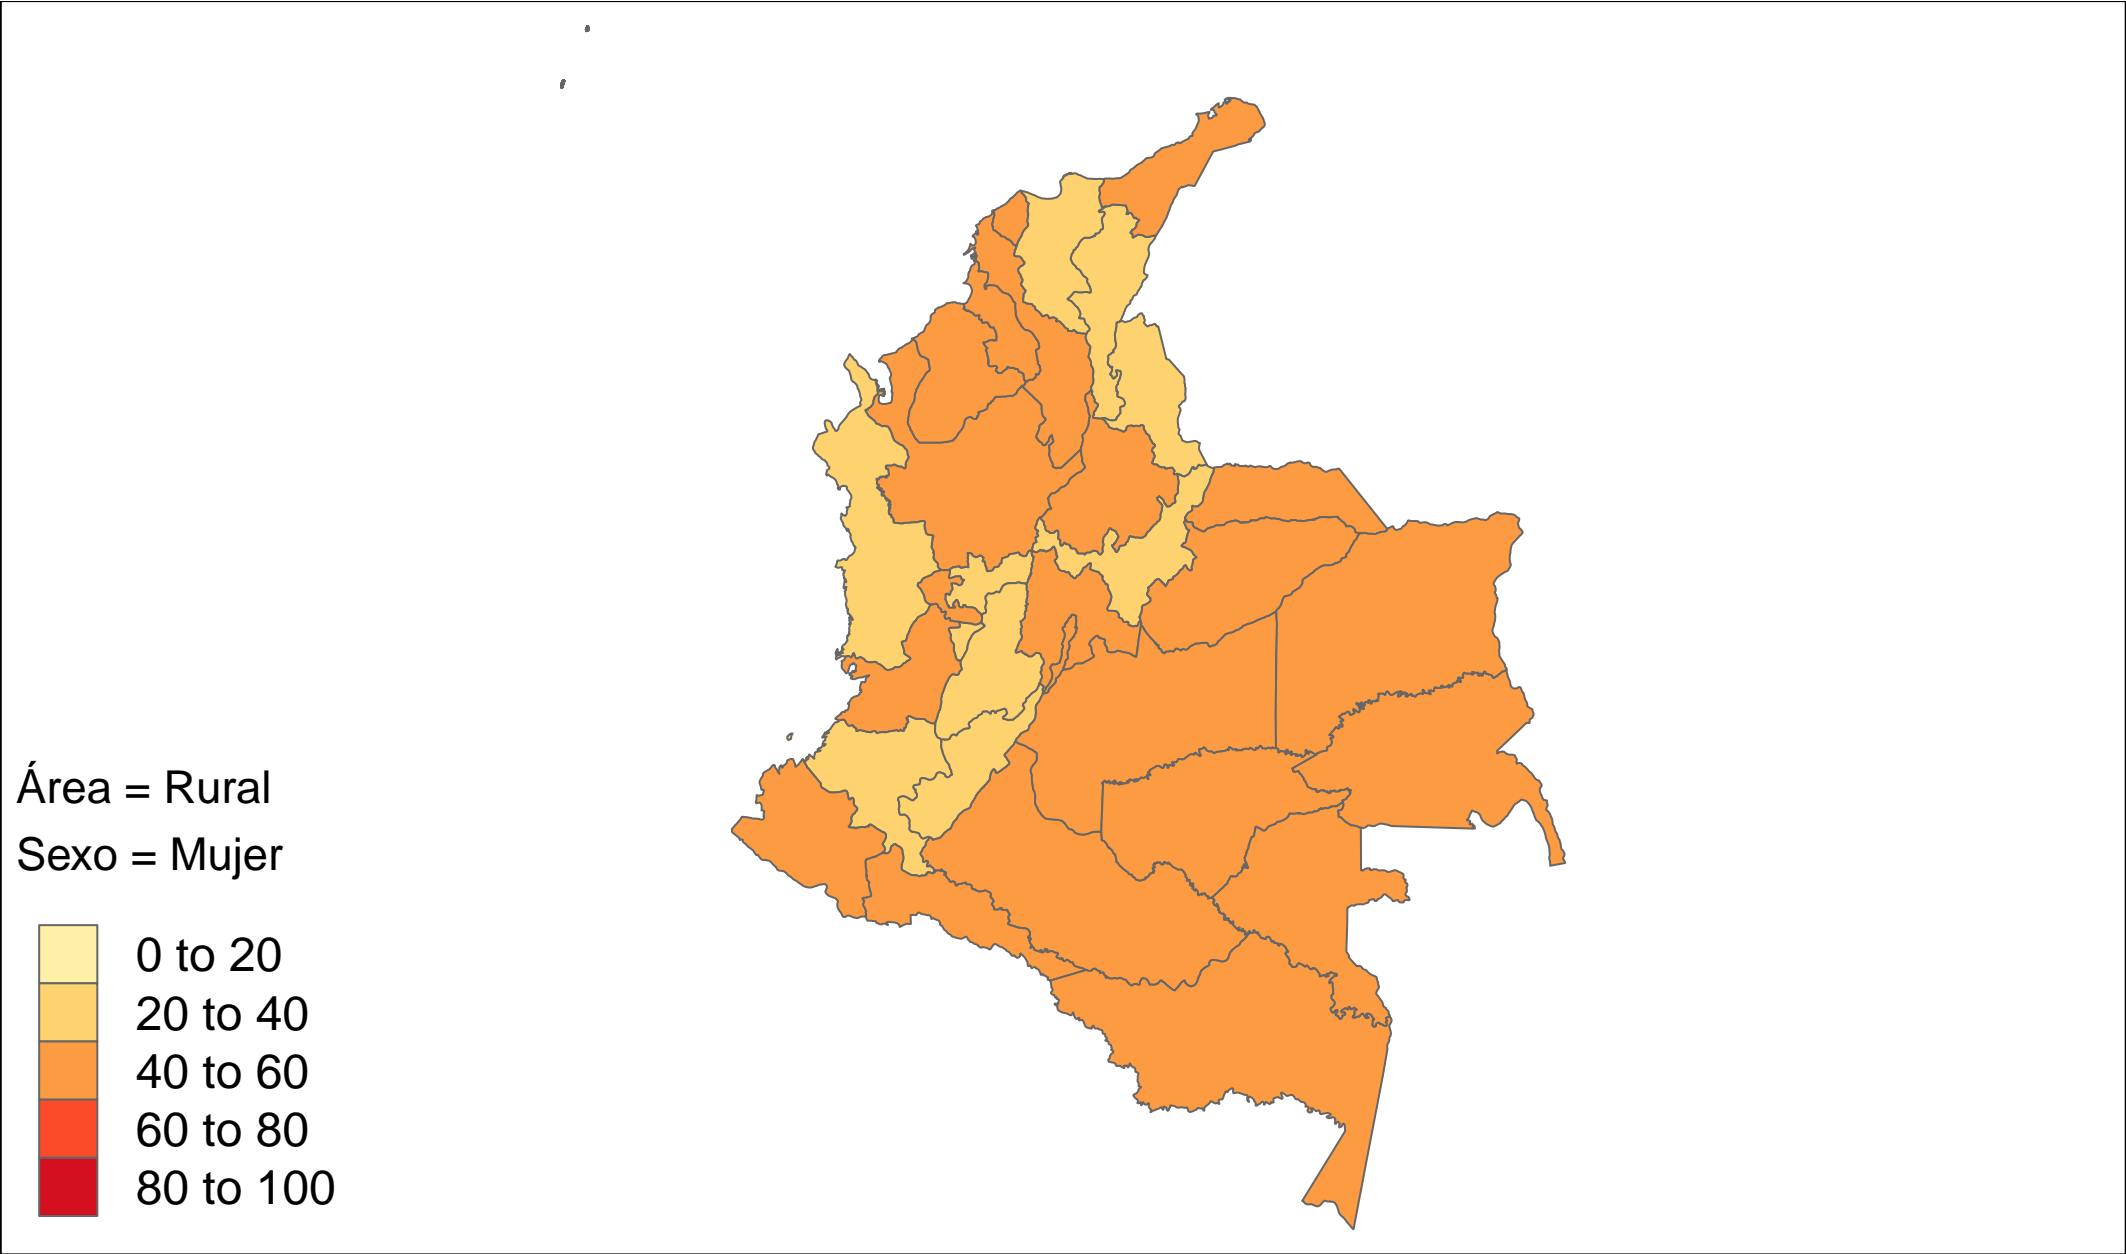 Área = Rural
Sexo = Mujer
0 to 20
20 to 40
40 to 60
60 to 80
80 to 100